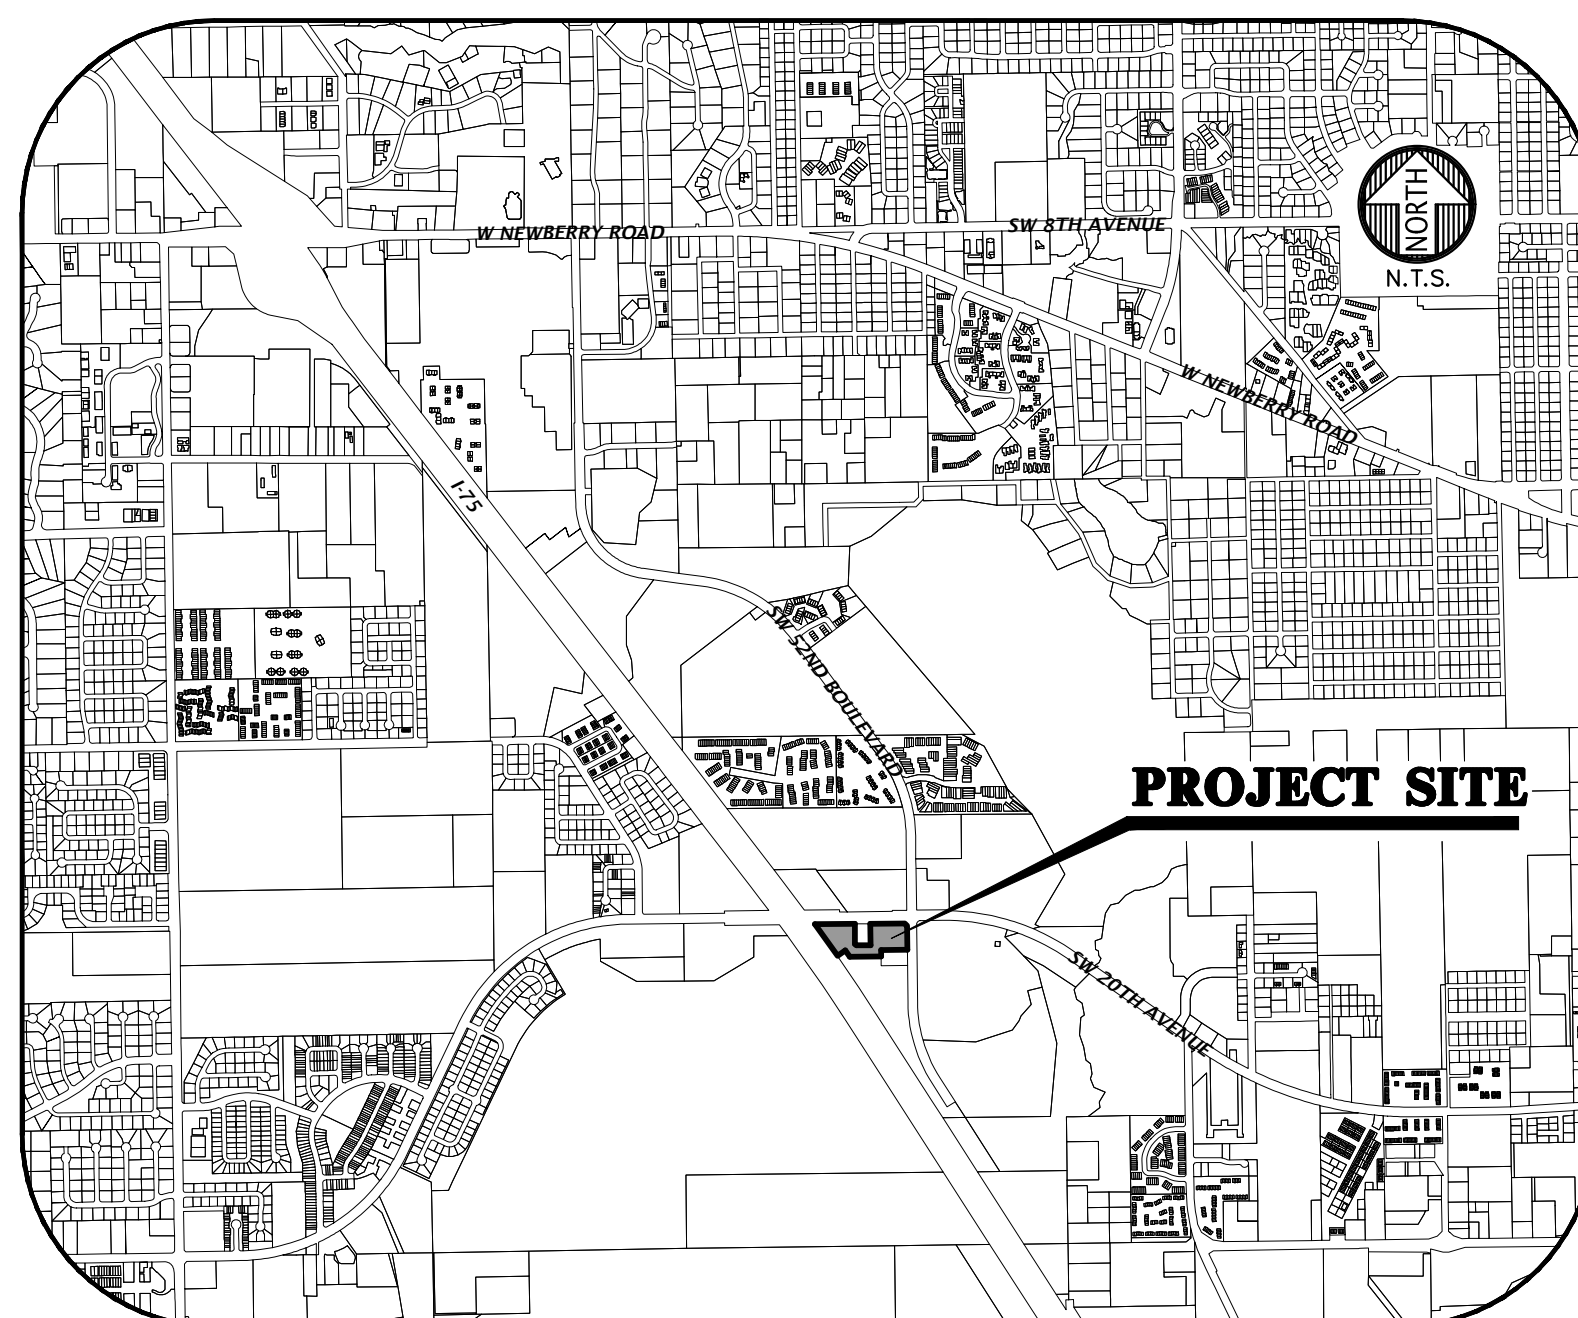 NORTH
W NEWBERRY ROAD
SW 8TH AVENUE
N.T.S.
W NEWBERRY ROAD
I-75
SW 52ND BOULEVARD
PROJECT SITE
SW 20TH AVENUE